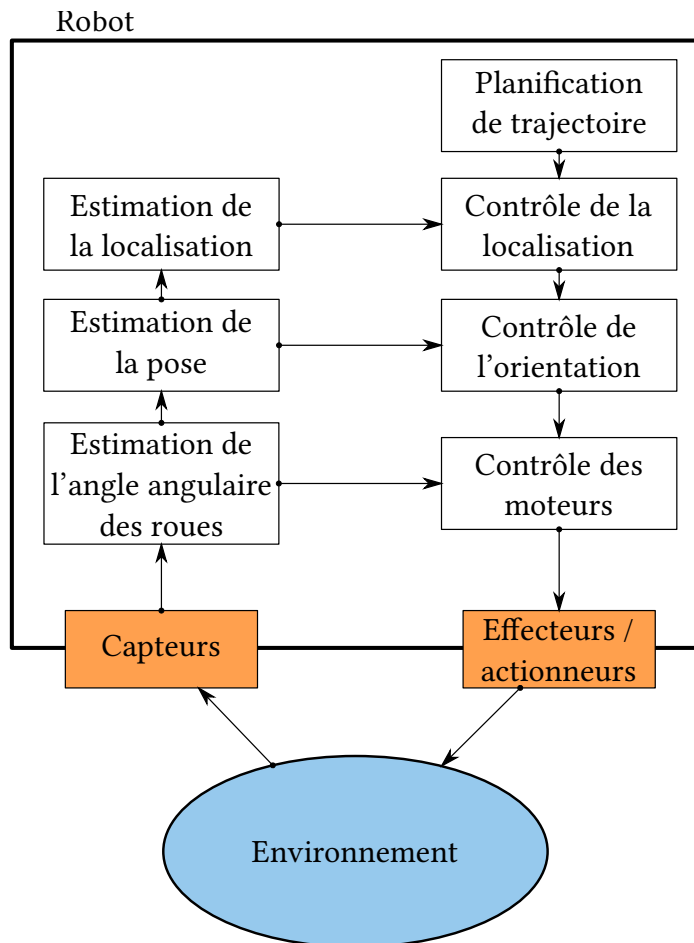 Robot
Planification
de trajectoire
Estimation de
la localisation
Contrôle de la
localisation
Estimation de
la pose
Contrôle de
l'orientation
Estimation de
l'angle angulaire
des roues
Contrôle des
moteurs
Capteurs
Effecteurs /
actionneurs
Environnement